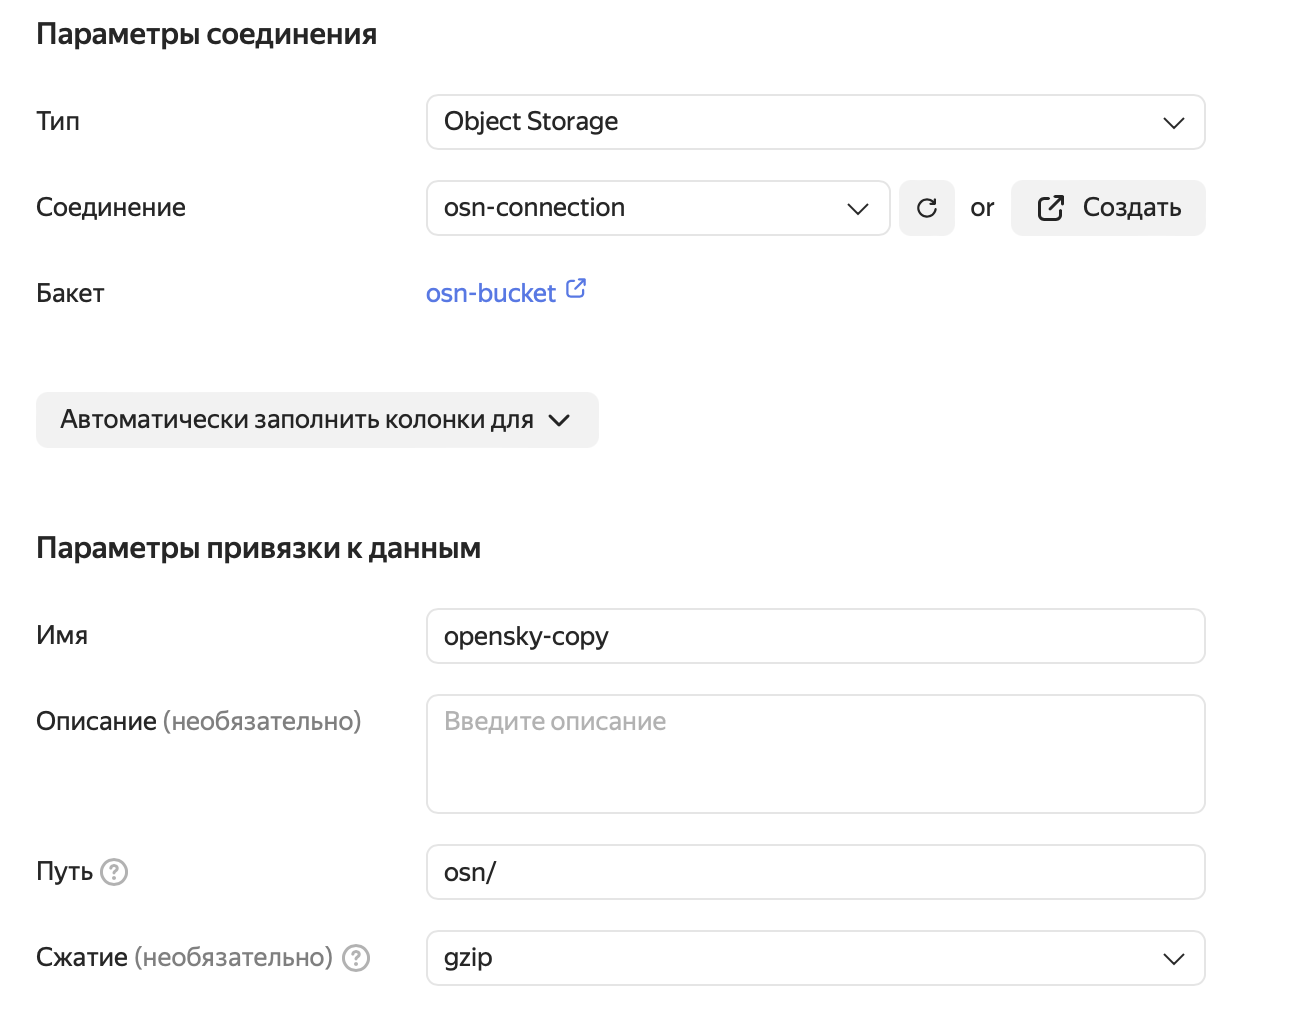 Параметры соединения
Тип
Object Storage
Соединение
osn-connection
or
Создать
Бакет
osn-bucket
Автоматически заполнить колонки для
Параметры привязки к данным
Имя
opensky-copy
Описание (необязательно)
Введите описание
Путь
osn/
Сжатие (необязательно)
gzip